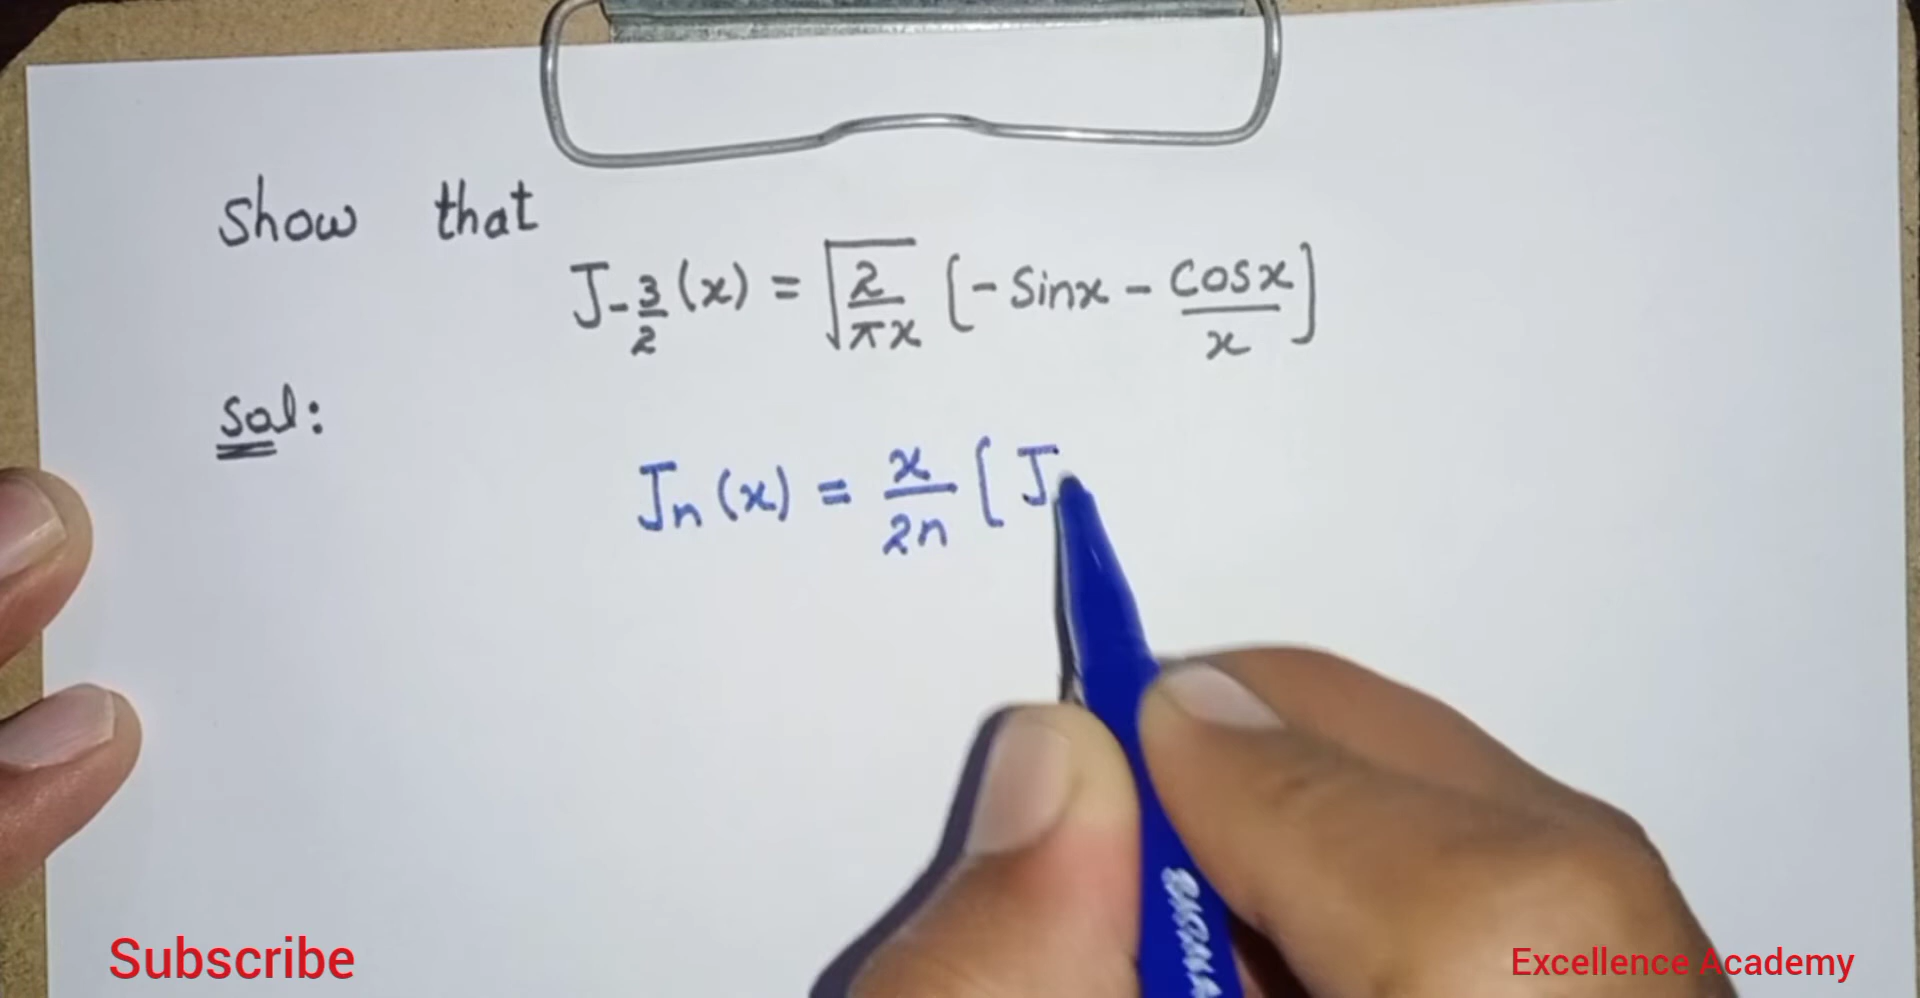 Show that
J-3/2 (x) = √2/πx [-Sinx - Cosx/x]
Sol:
Jn (x) = x/2n [ J
Subscribe
Excellence Academy